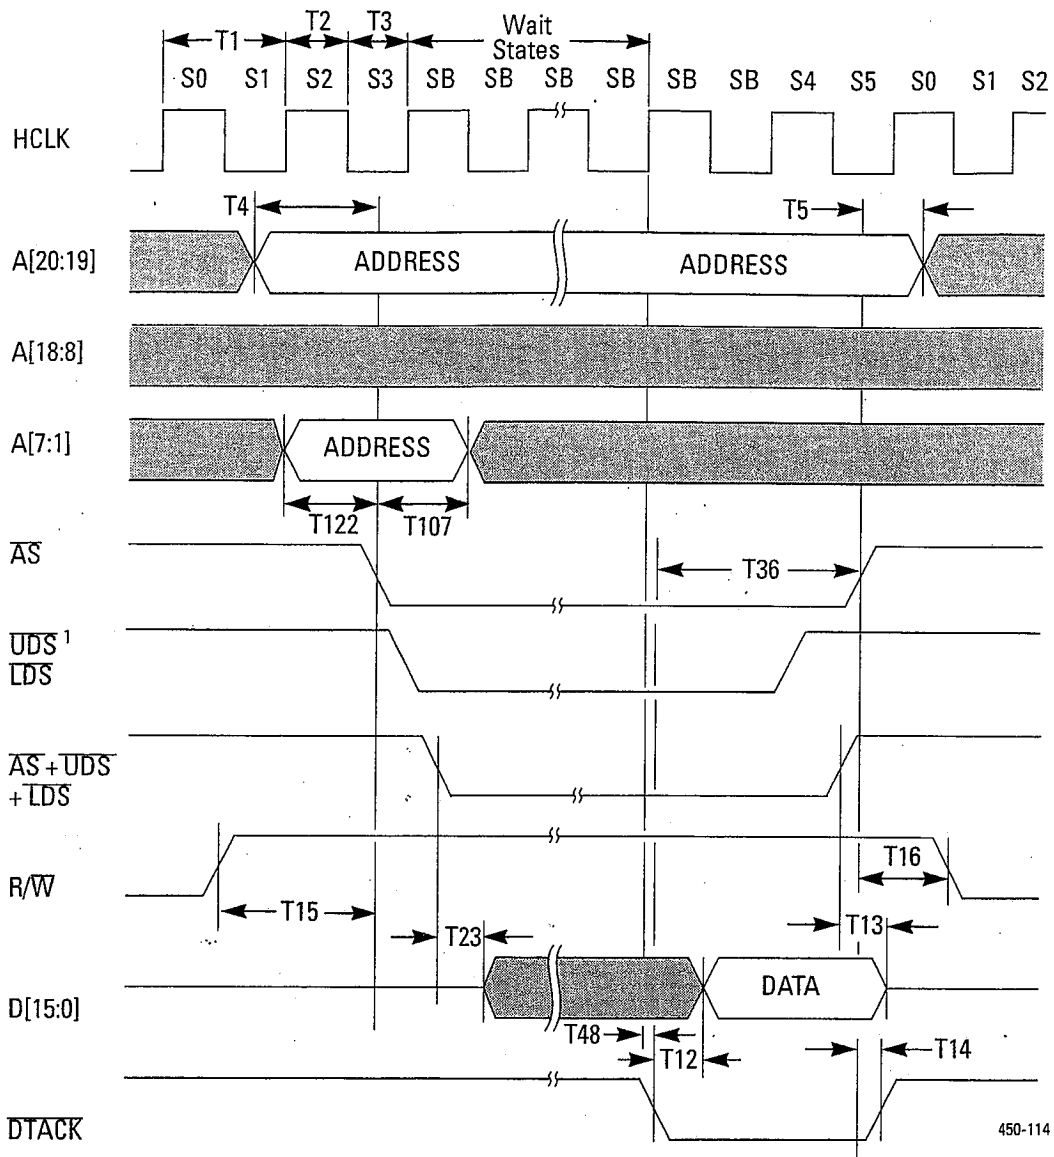 T1 T2 T3 Wait
States
S0 S1 S2 S3 SB SB SB SB SB SB S4 S5 S0 S1 S2
HCLK
T4 T5
A[20:19] ADDRESS ADDRESS
A[18:8]
A[7:1] ADDRESS
T122 T107
AS T36
UDS 1
LDS
AS + UDS
+ LDS
R/W T16
T15 T23 T13
D[15:0] DATA
T48 T12 T14
DTACK
450-114